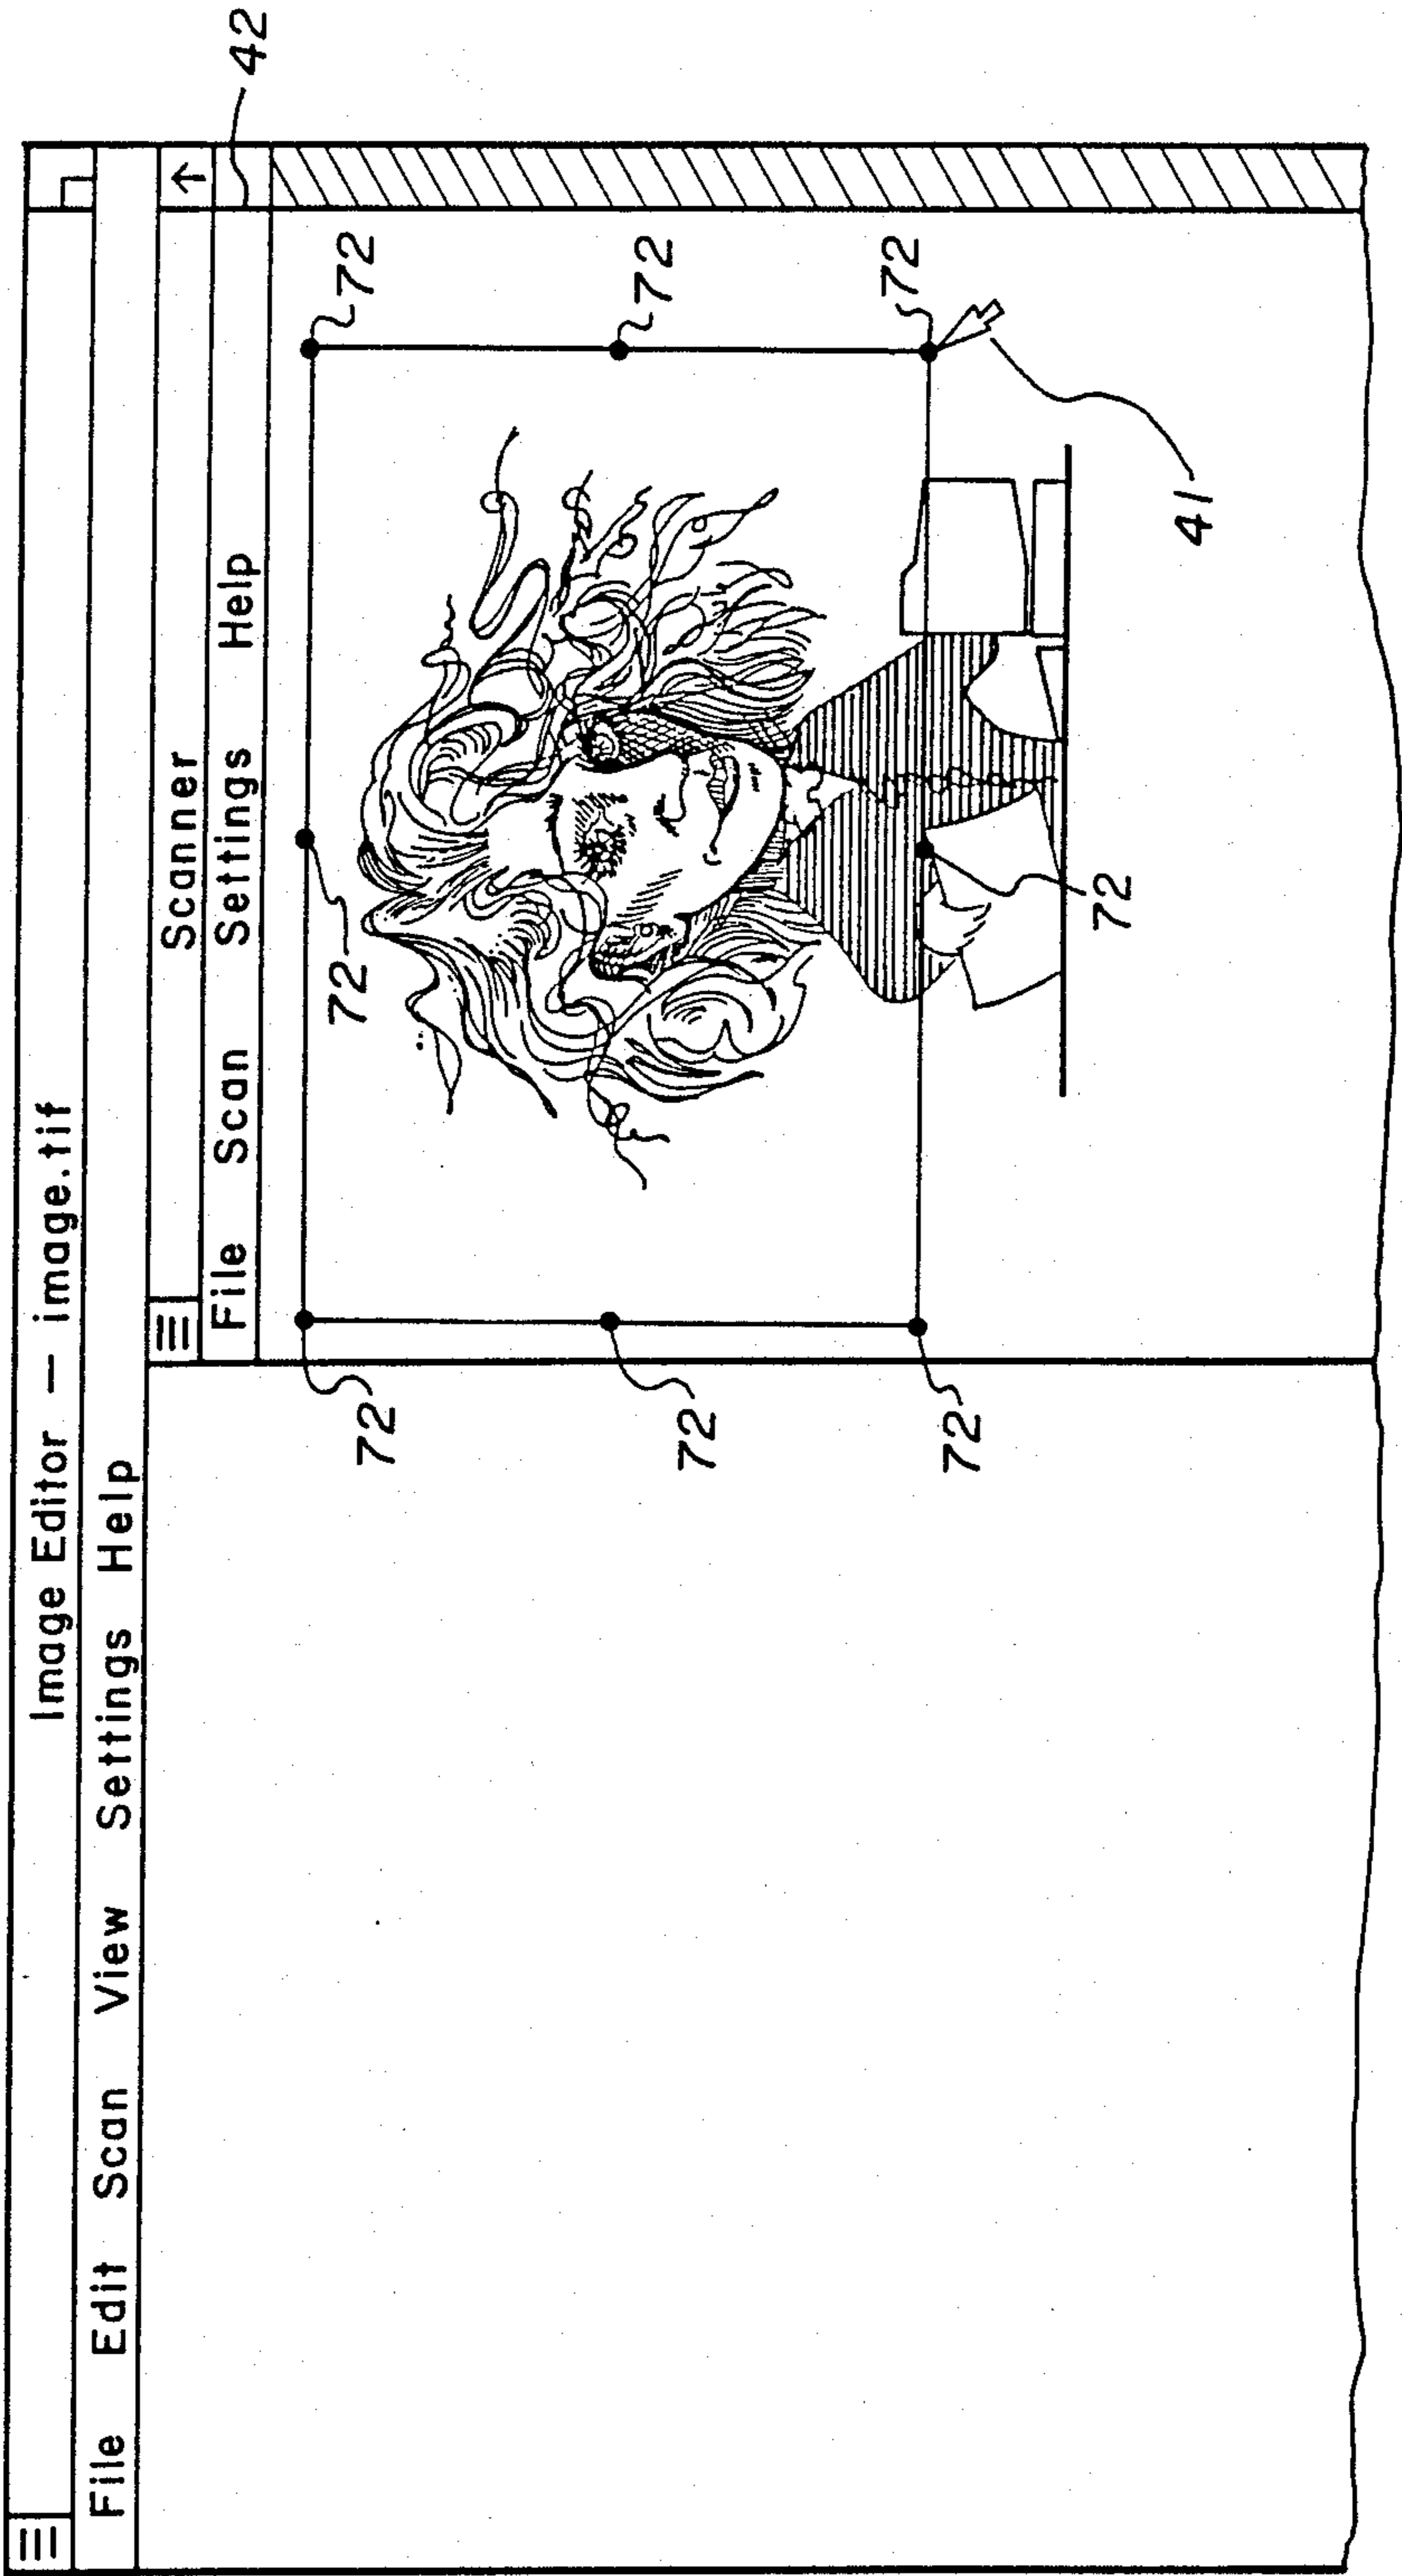 Image Editor — image.tif
File Edit Scan View Settings Help
Scanner
File Scan Settings Help
42
72
72
72
72
72
72
72
72
41